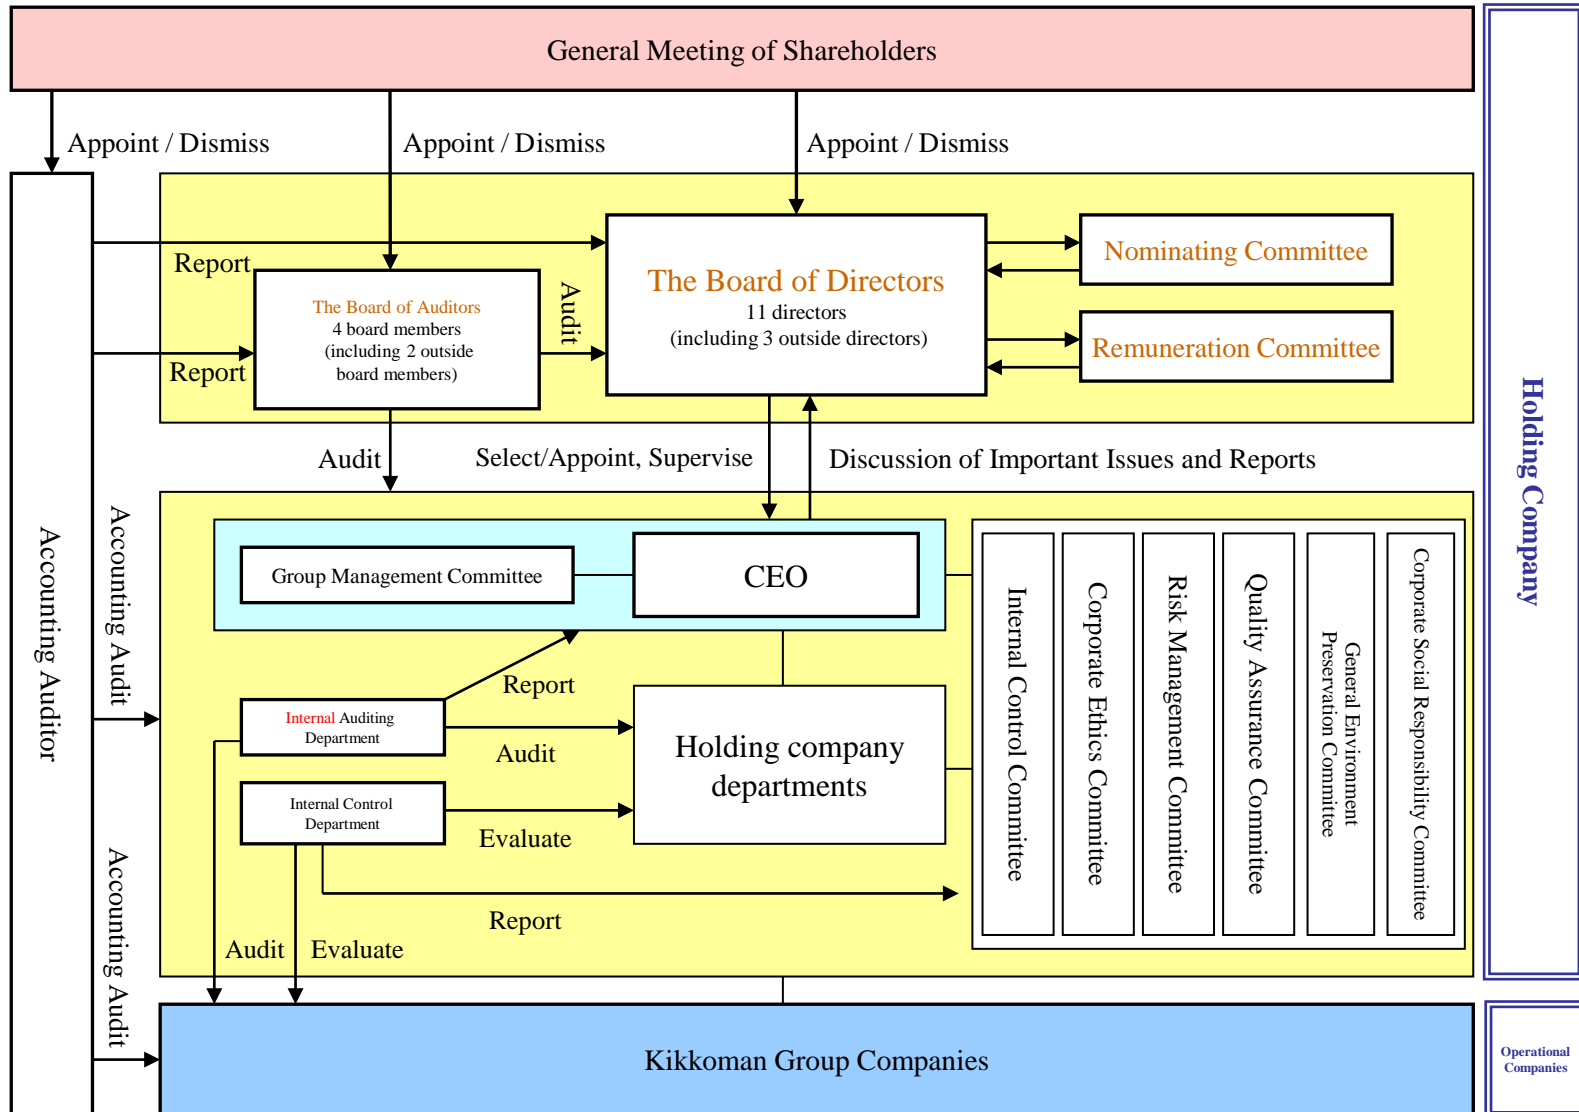 General Meeting of Shareholders
Appoint / Dismiss
Appoint / Dismiss
Appoint / Dismiss
Report
Report
The Board of Auditors
4 board members
(including 2 outside
board members)
Audit
The Board of Directors
11 directors
(including 3 outside directors)
Nominating Committee
Remuneration Committee
Audit
Select/Appoint, Supervise
Discussion of Important Issues and Reports
Accounting Auditor
Accounting Audit
Accounting Audit
Group Management Committee
CEO
Report
Internal Auditing
Department
Audit
Internal Control
Department
Evaluate
Holding company
departments
Report
Audit
Evaluate
Internal Control Committee
Corporate Ethics Committee
Risk Management Committee
Quality Assurance Committee
General Environment
Preservation Committee
Corporate Social Responsibility Committee
Kikkoman Group Companies
Holding Company
Operational
Companies